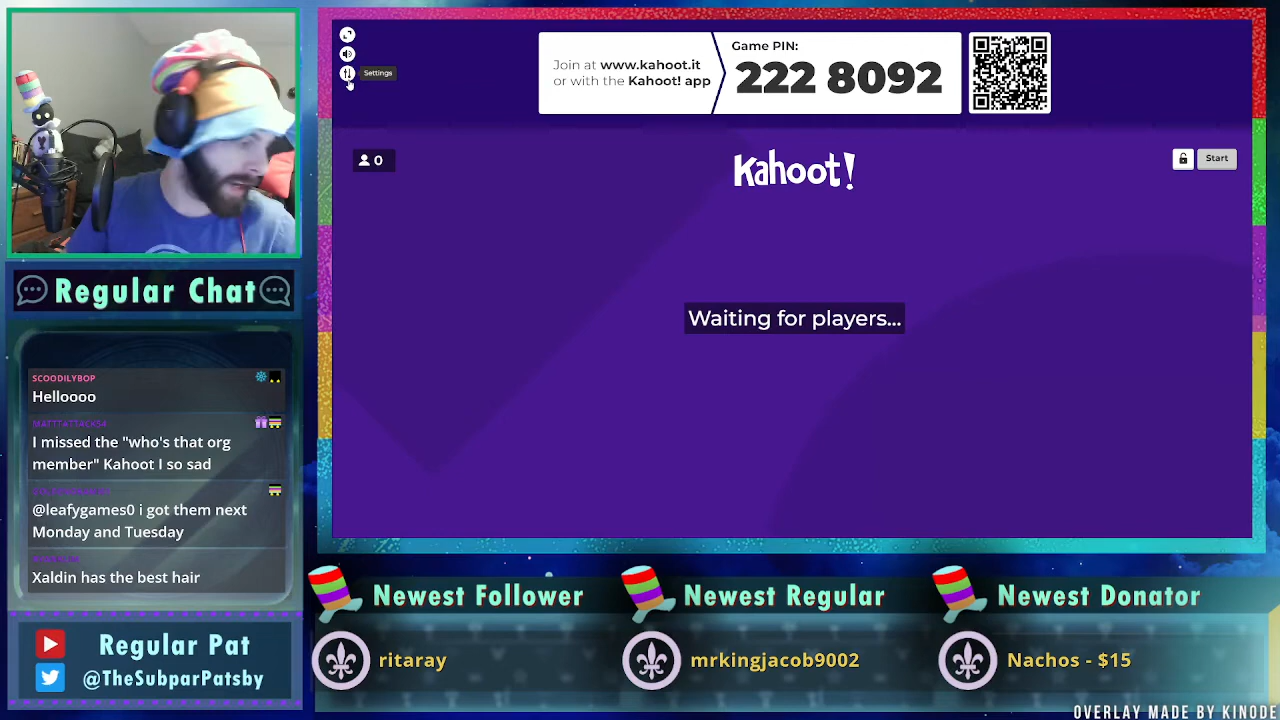 Settings
Join at www.kahoot.it
or with the Kahoot! app
Game PIN:
222 8092
0
Kahoot!
Start
Waiting for players...
Regular Chat
SCOODILYBOP
Helloooo
MATTTATTACK54
I missed the "who's that org
member" Kahoot I so sad
@leafygames0 i got them next
Monday and Tuesday
Xaldin has the best hair
Regular Pat
@TheSubparPatsby
Newest Follower
Newest Regular
Newest Donator
ritaray
mrkingjacob9002
Nachos - $15
OVERLAY MADE BY KINODE